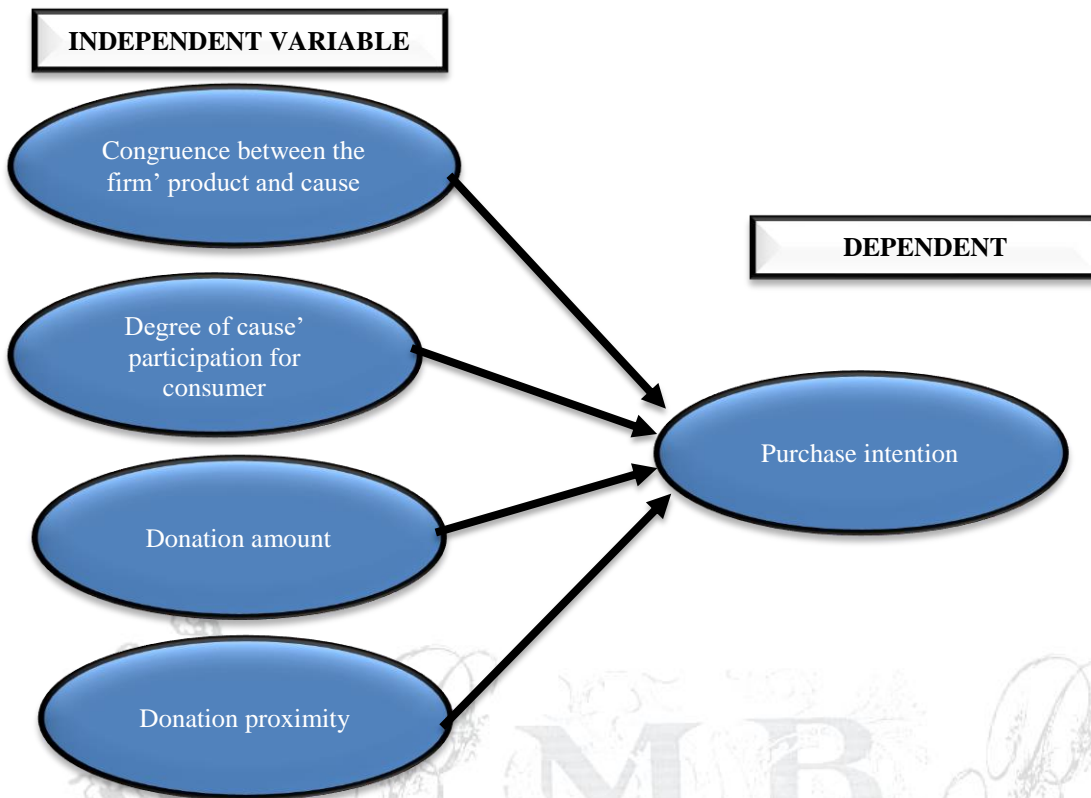 INDEPENDENT VARIABLE
Congruence between the
firm’ product and cause
DEPENDENT
Degree of cause’
participation for
consumer
Purchase intention
Donation amount
Donation proximity
MB